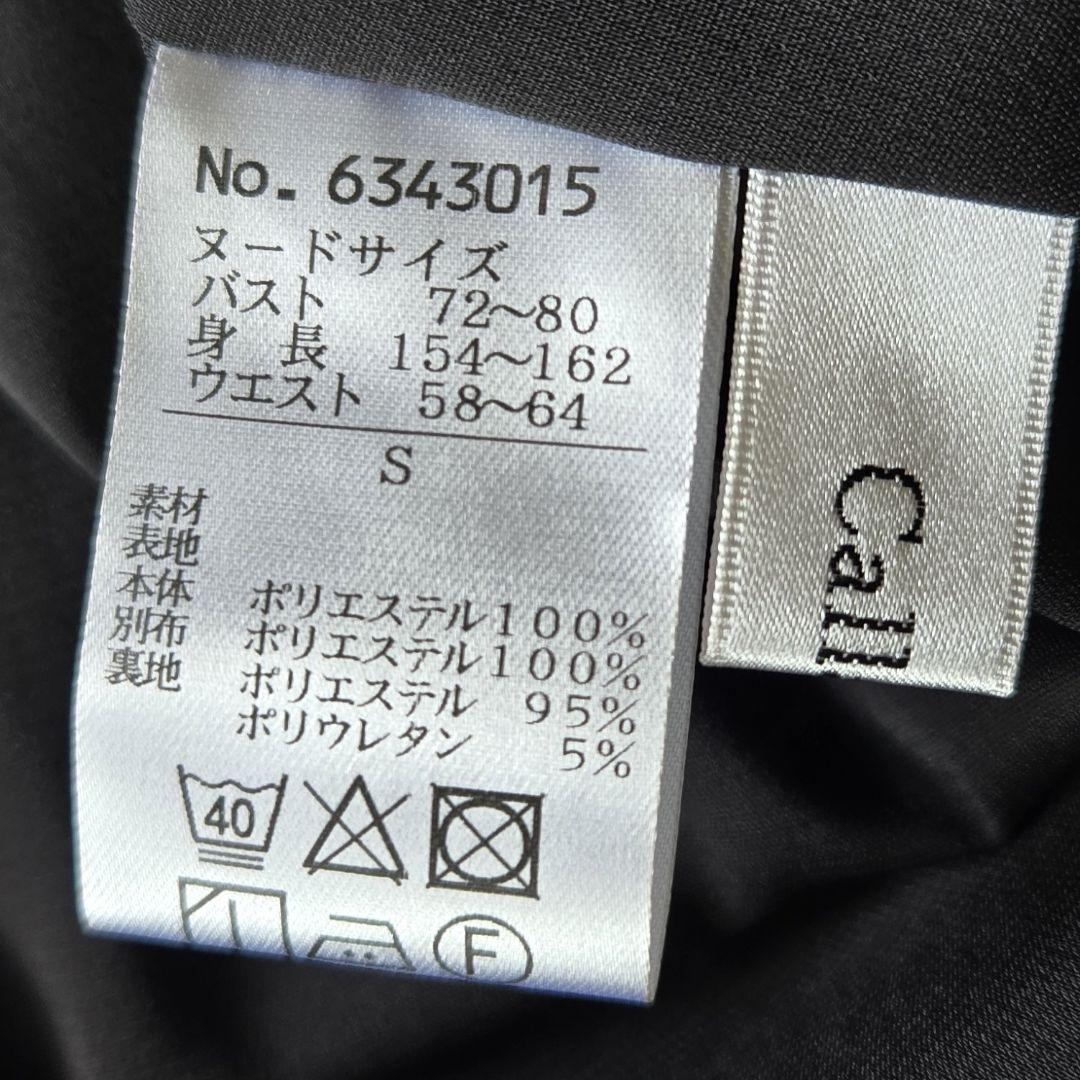 No. 6343015
ヌードサイズ
バスト 72～80
身 長 154～162
ウエスト 58～64
S
素材
表地
本体 ポリエステル100%
別布 ポリエステル100%
裏地 ポリエステル 95%
ポリウレタン 5%
40
F
Call